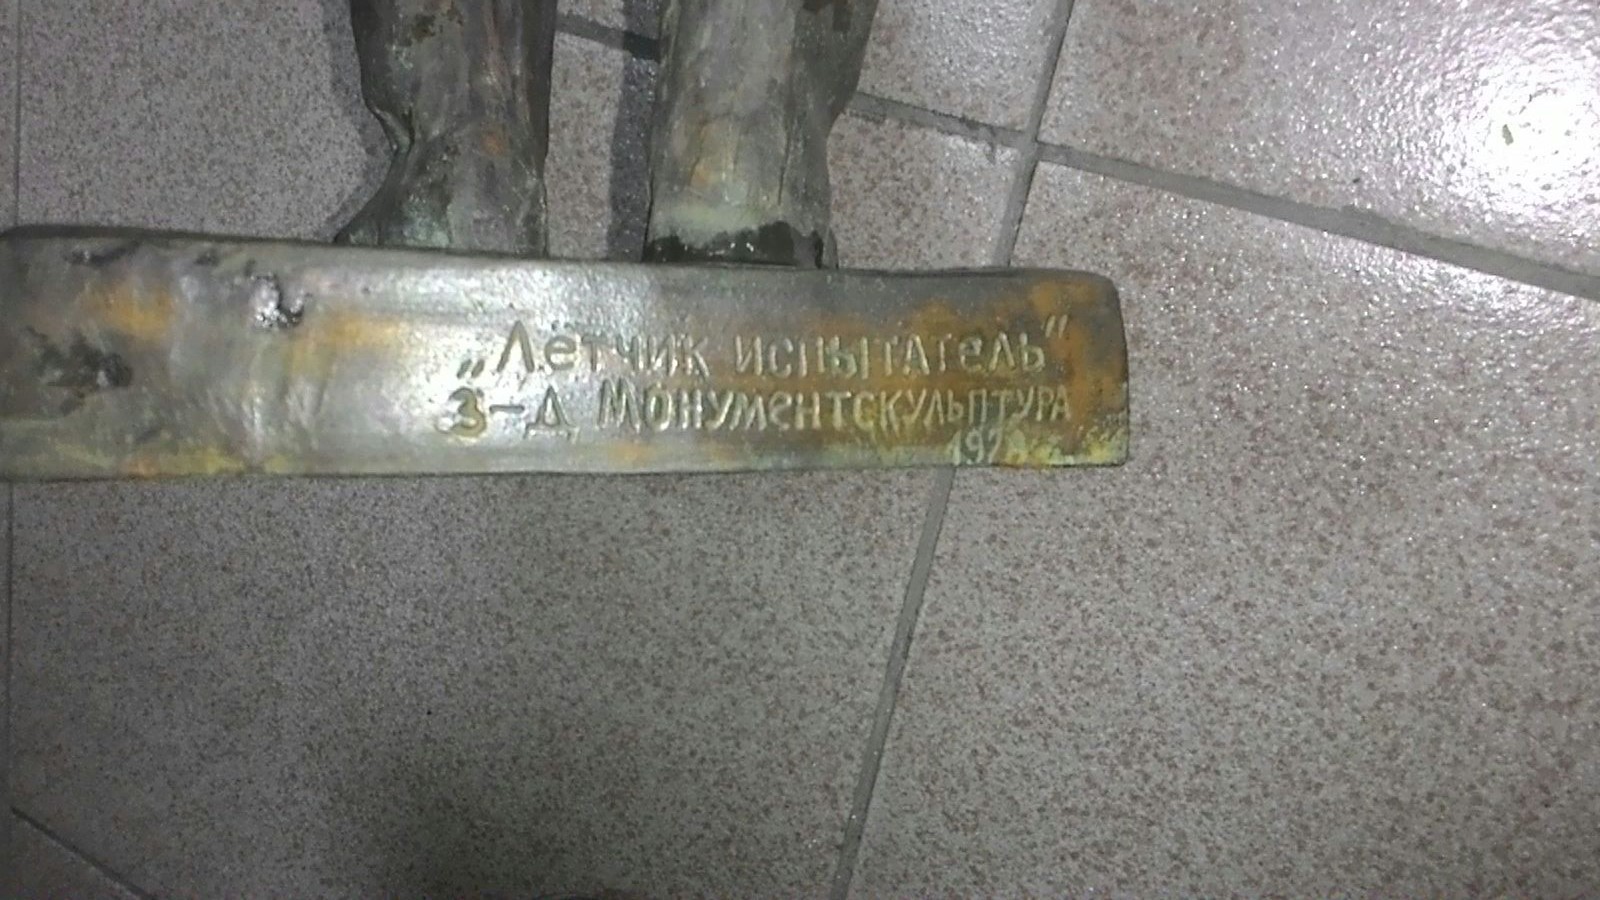 „Лётчик испытатель"
З-д Монументскульптура